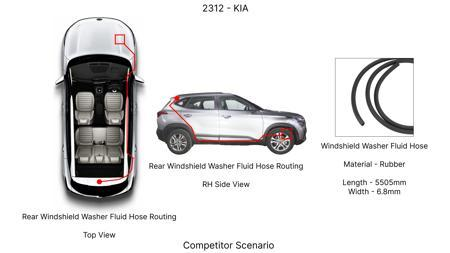 2312 - KIA
Rear Windshield Washer Fluid Hose Routing
Top View
Rear Windshield Washer Fluid Hose Routing
RH Side View
Windshield Washer Fluid Hose
Material - Rubber
Length - 5505mm
Width - 6.8mm
Competitor Scenario